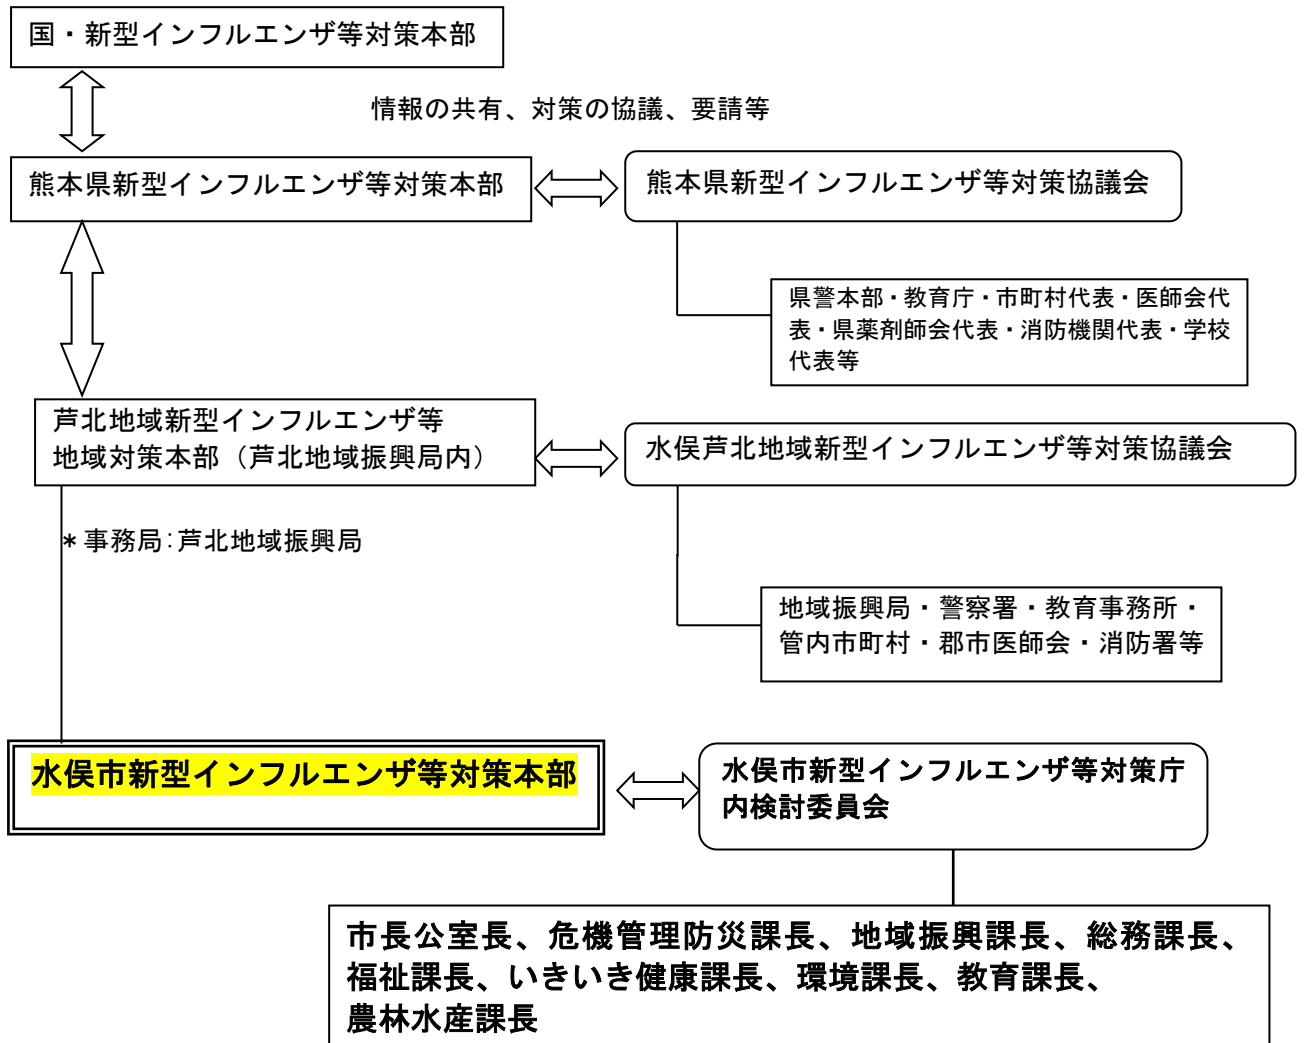 国・新型インフルエンザ等対策本部
情報の共有、対策の協議、要請等
熊本県新型インフルエンザ等対策本部
熊本県新型インフルエンザ等対策協議会
県警本部・教育庁・市町村代表・医師会代
表・県薬剤師会代表・消防機関代表・学校
代表等
芦北地域新型インフルエンザ等
地域対策本部（芦北地域振興局内）
水俣芦北地域新型インフルエンザ等対策協議会
＊事務局：芦北地域振興局
地域振興局・警察署・教育事務所・
管内市町村・郡市医師会・消防署等
水俣市新型インフルエンザ等対策本部
水俣市新型インフルエンザ等対策庁
内検討委員会
市長公室長、危機管理防災課長、地域振興課長、総務課長、
福祉課長、いきいき健康課長、環境課長、教育課長、
農林水産課長